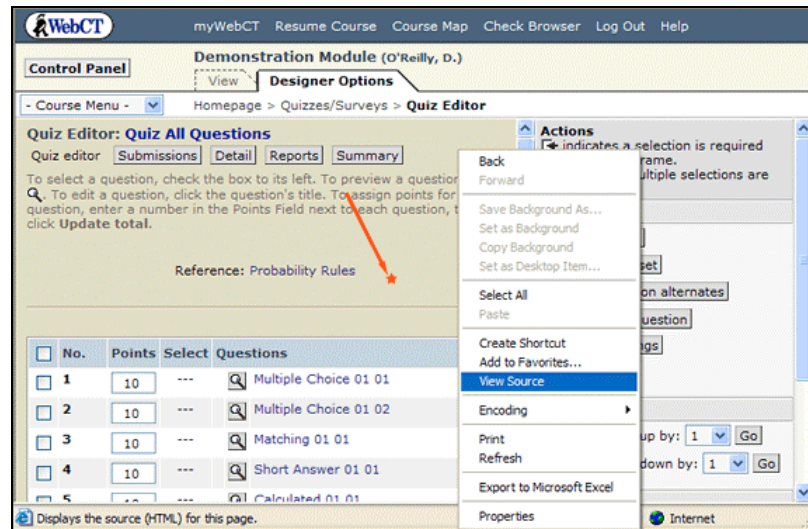 WebCT
myWebCT Resume Course Course Map Check Browser Log Out Help
Control Panel
Demonstration Module (O'Reilly, D.)
View Designer Options
- Course Menu -
Homepage > Quizzes/Surveys > Quiz Editor
Quiz Editor: Quiz All Questions
Quiz editor Submissions Detail Reports Summary
To select a question, check the box to its left. To preview a question
. To edit a question, click the question's title. To assign points for
question, enter a number in the Points Field next to each question, t
click Update total.
Reference: Probability Rules
No. Points Select Questions
1 10 --- Multiple Choice 01 01
2 10 --- Multiple Choice 01 02
3 10 --- Matching 01 01
4 10 --- Short Answer 01 01
5 10 --- Calculated 01 01
Back
Forward
Save Background As...
Set as Background
Copy Background
Set as Desktop Item...
Select All
Paste
Create Shortcut
Add to Favorites...
View Source
Encoding
Print
Refresh
Export to Microsoft Excel
Properties
Actions
indicates a selection is required
rame.
ultiple selections are
set
on alternates
uestion
ngs
up by: 1 Go
down by: 1 Go
Displays the source (HTML) for this page.
Internet